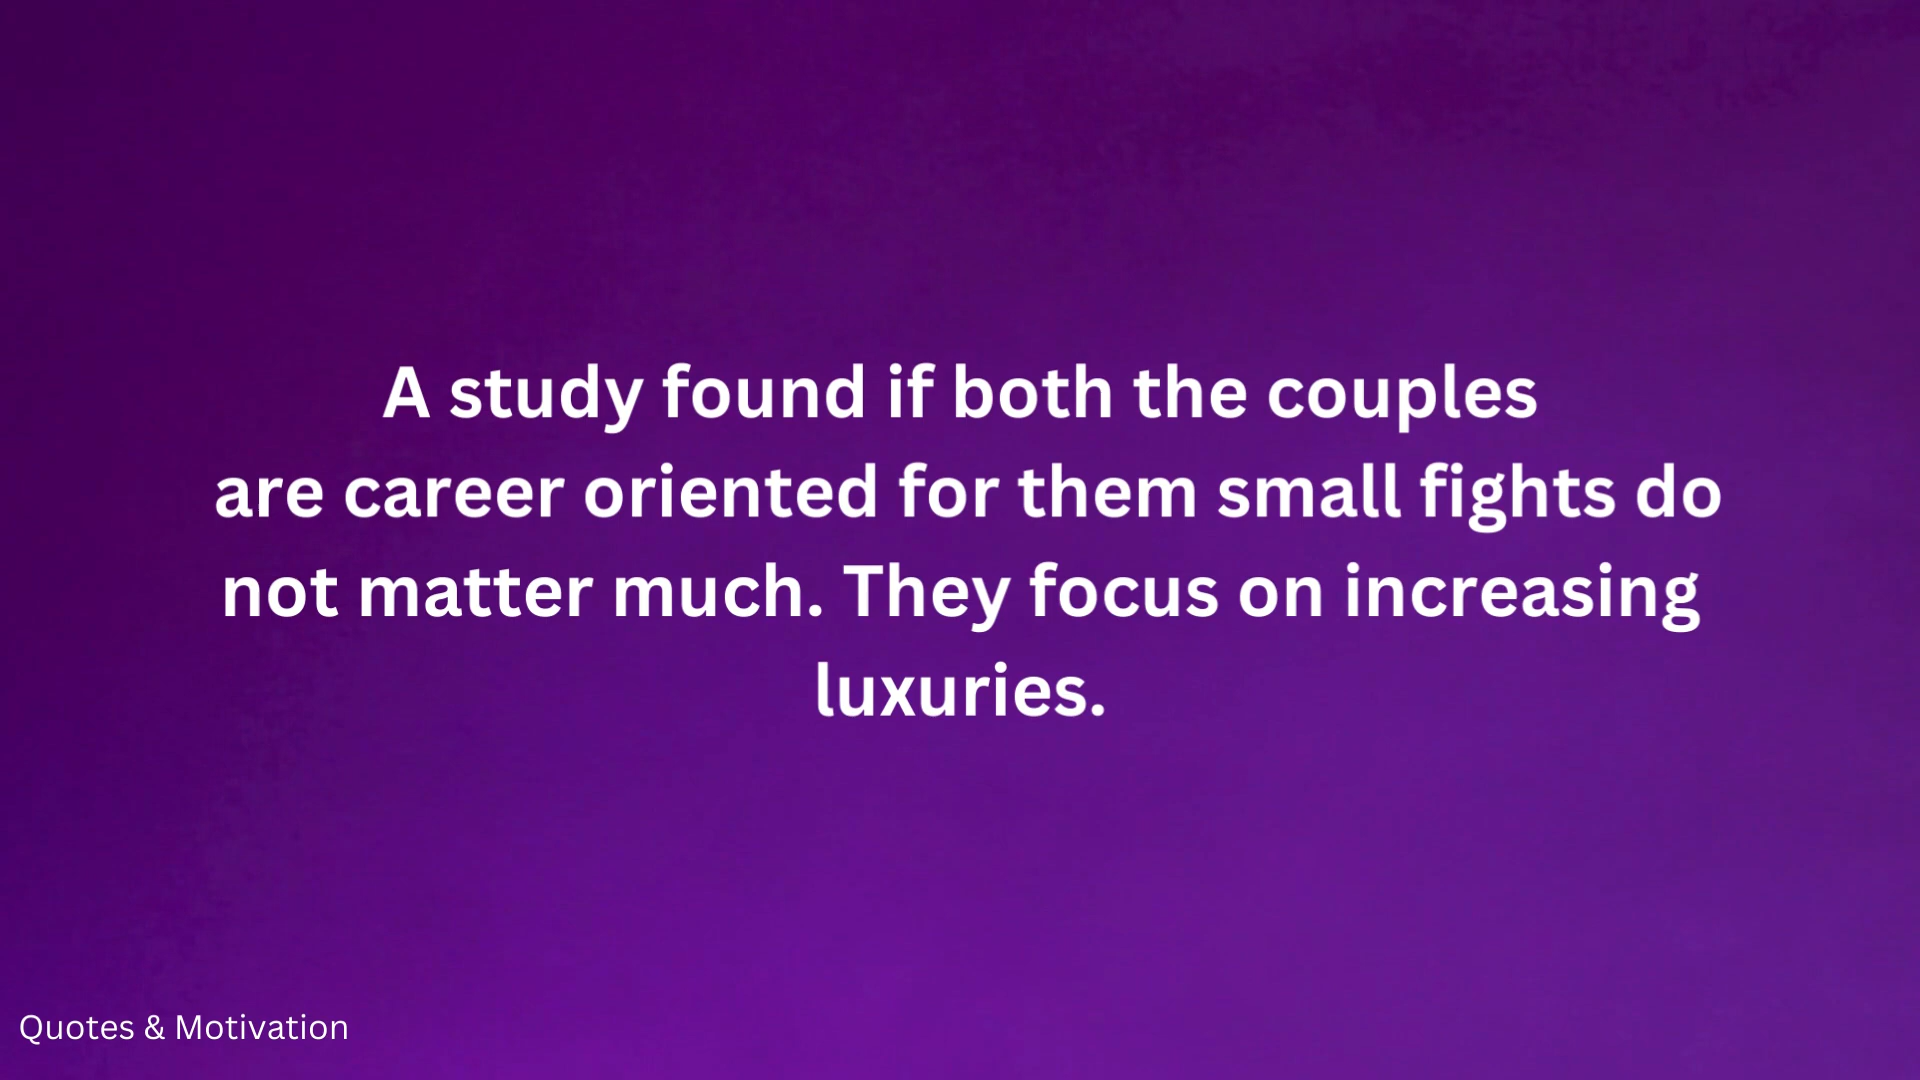 A study found if both the couples
are career oriented for them small fights do
not matter much. They focus on increasing
luxuries.
Quotes & Motivation